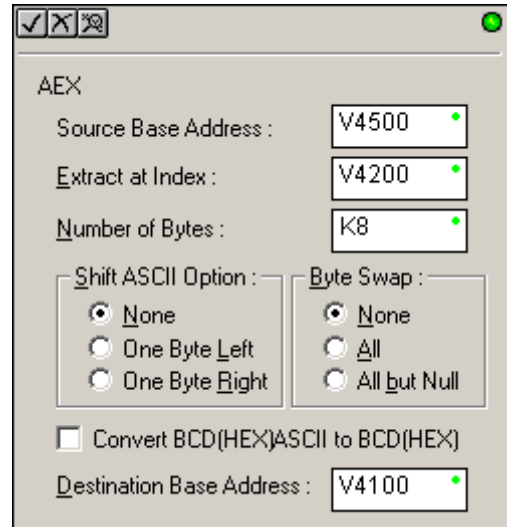 AEX
Source Base Address : V4500
Extract at Index : V4200
Number of Bytes : K8
Shift ASCII Option : Byte Swap :
None None
One Byte Left All
One Byte Right All but Null
Convert BCD(HEX)ASCII to BCD(HEX)
Destination Base Address : V4100